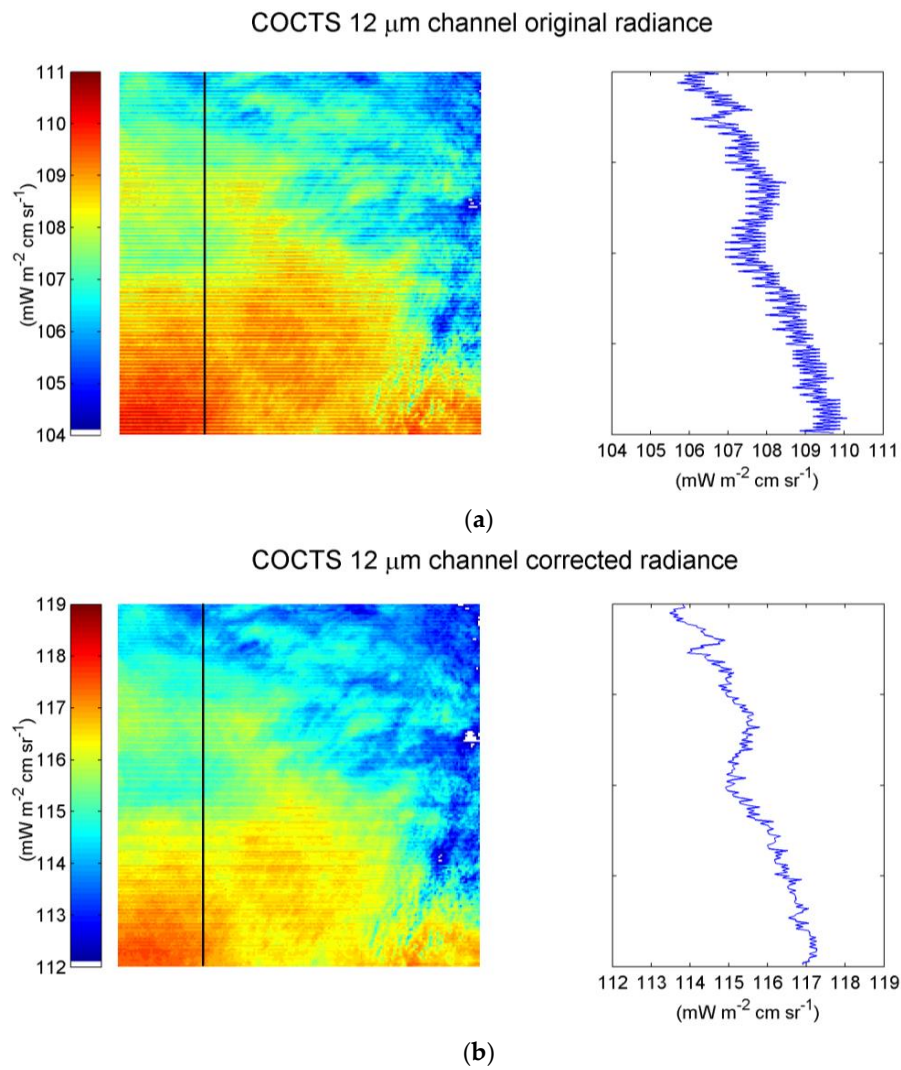 COCTS 12 μm channel original radiance
111
110
109
108
107
106
105
104
(mW m⁻² cm sr⁻¹)
104 105 106 107 108 109 110 111
(mW m⁻² cm sr⁻¹)
(a)
COCTS 12 μm channel corrected radiance
119
118
117
116
115
114
113
112
(mW m⁻² cm sr⁻¹)
112 113 114 115 116 117 118 119
(mW m⁻² cm sr⁻¹)
(b)